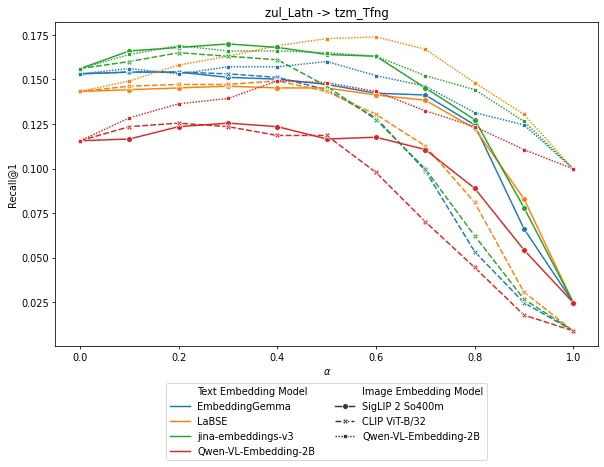 zul_Latn -> tzm_Tfng
Recall@1
0.175
0.150
0.125
0.100
0.075
0.050
0.025
0.0
0.2
0.4
0.6
0.8
1.0
α
Text Embedding Model
EmbeddingGemma
LaBSE
jina-embeddings-v3
Qwen-VL-Embedding-2B
Image Embedding Model
SigLIP 2 So400m
CLIP ViT-B/32
Qwen-VL-Embedding-2B